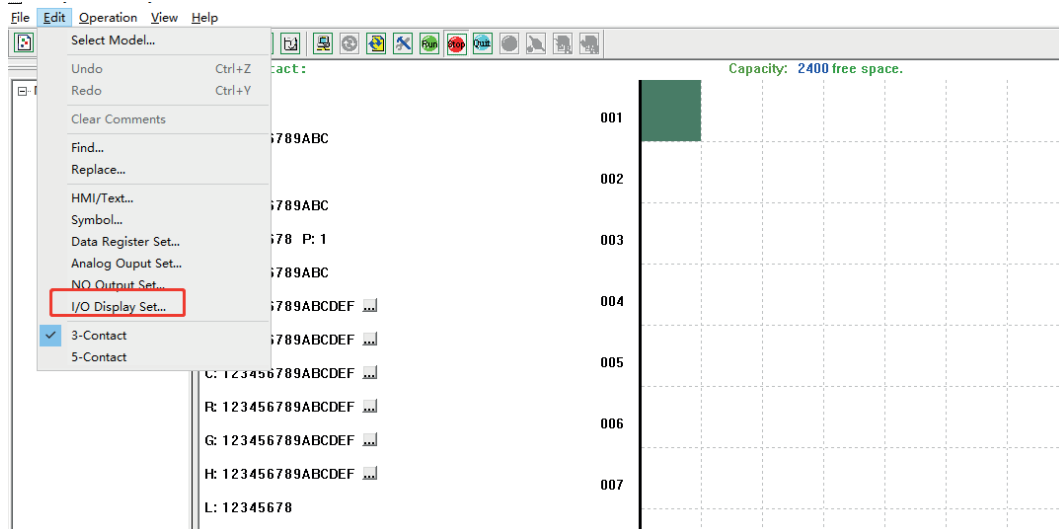 File Edit Operation View Help
Select Model...
Run Stop Quit
Undo Ctrl+Z
tact:
Capacity: 2400 free space.
Redo Ctrl+Y
Clear Comments
001
6789ABC
Find...
Replace...
002
HMI/Text...
6789ABC
Symbol...
Data Register Set...
678 P: 1
003
Analog Ouput Set...
6789ABC
NO Output Set...
I/O Display Set...
6789ABCDEF ...
004
3-Contact
6789ABCDEF ...
5-Contact
005
C: 123456789ABCDEF ...
R: 123456789ABCDEF ...
006
G: 123456789ABCDEF ...
H: 123456789ABCDEF ...
007
L: 12345678